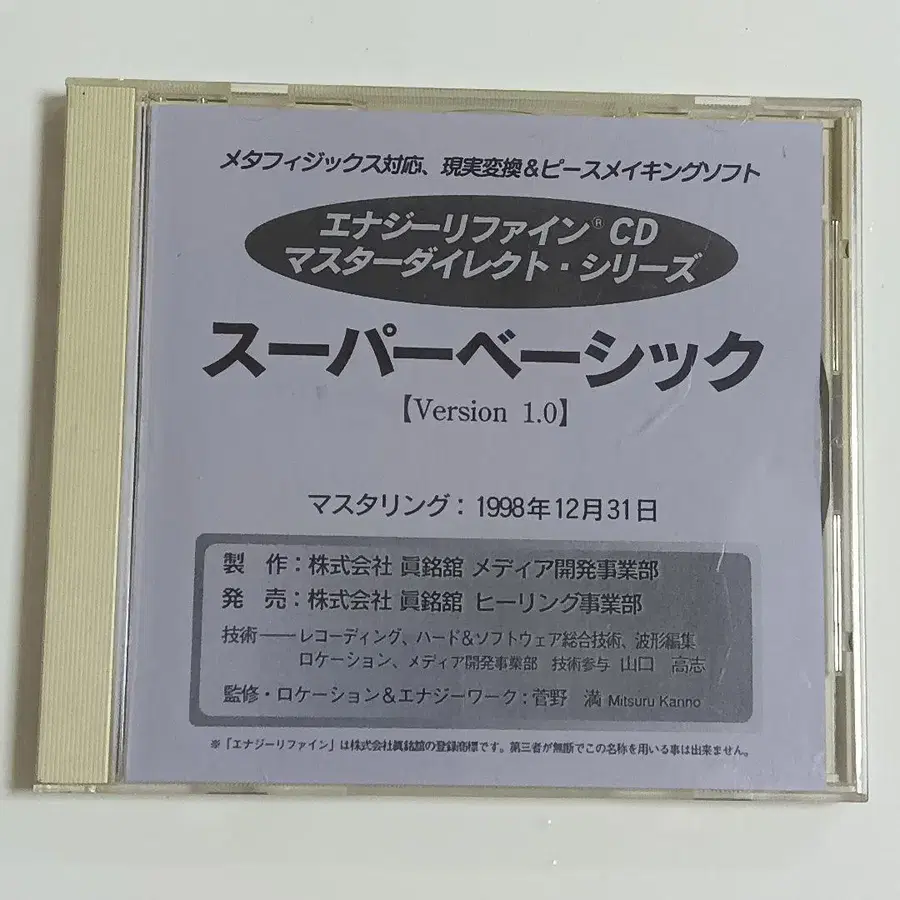 メタフィジックス対応、現実変換＆ピースメイキングソフト
エナジーリファイン® CD
マスターダイレクト・シリーズ
スーパーベーシック
【Version 1.0】
マスタリング：1998年12月31日
製　作：株式会社 眞銘舘 メディア開発事業部
発　売：株式会社 眞銘舘 ヒーリング事業部
技術――レコーディング、ハード＆ソフトウェア総合技術、波形編集
ロケーション、メディア開発事業部　技術参与 山口　高志
監修・ロケーション＆エナジーワーク：菅野　満 Mitsuru Kanno
※「エナジーリファイン」は株式会社眞銘舘の登録商標です。第三者が無断でこの名称を用いる事は出来ません。